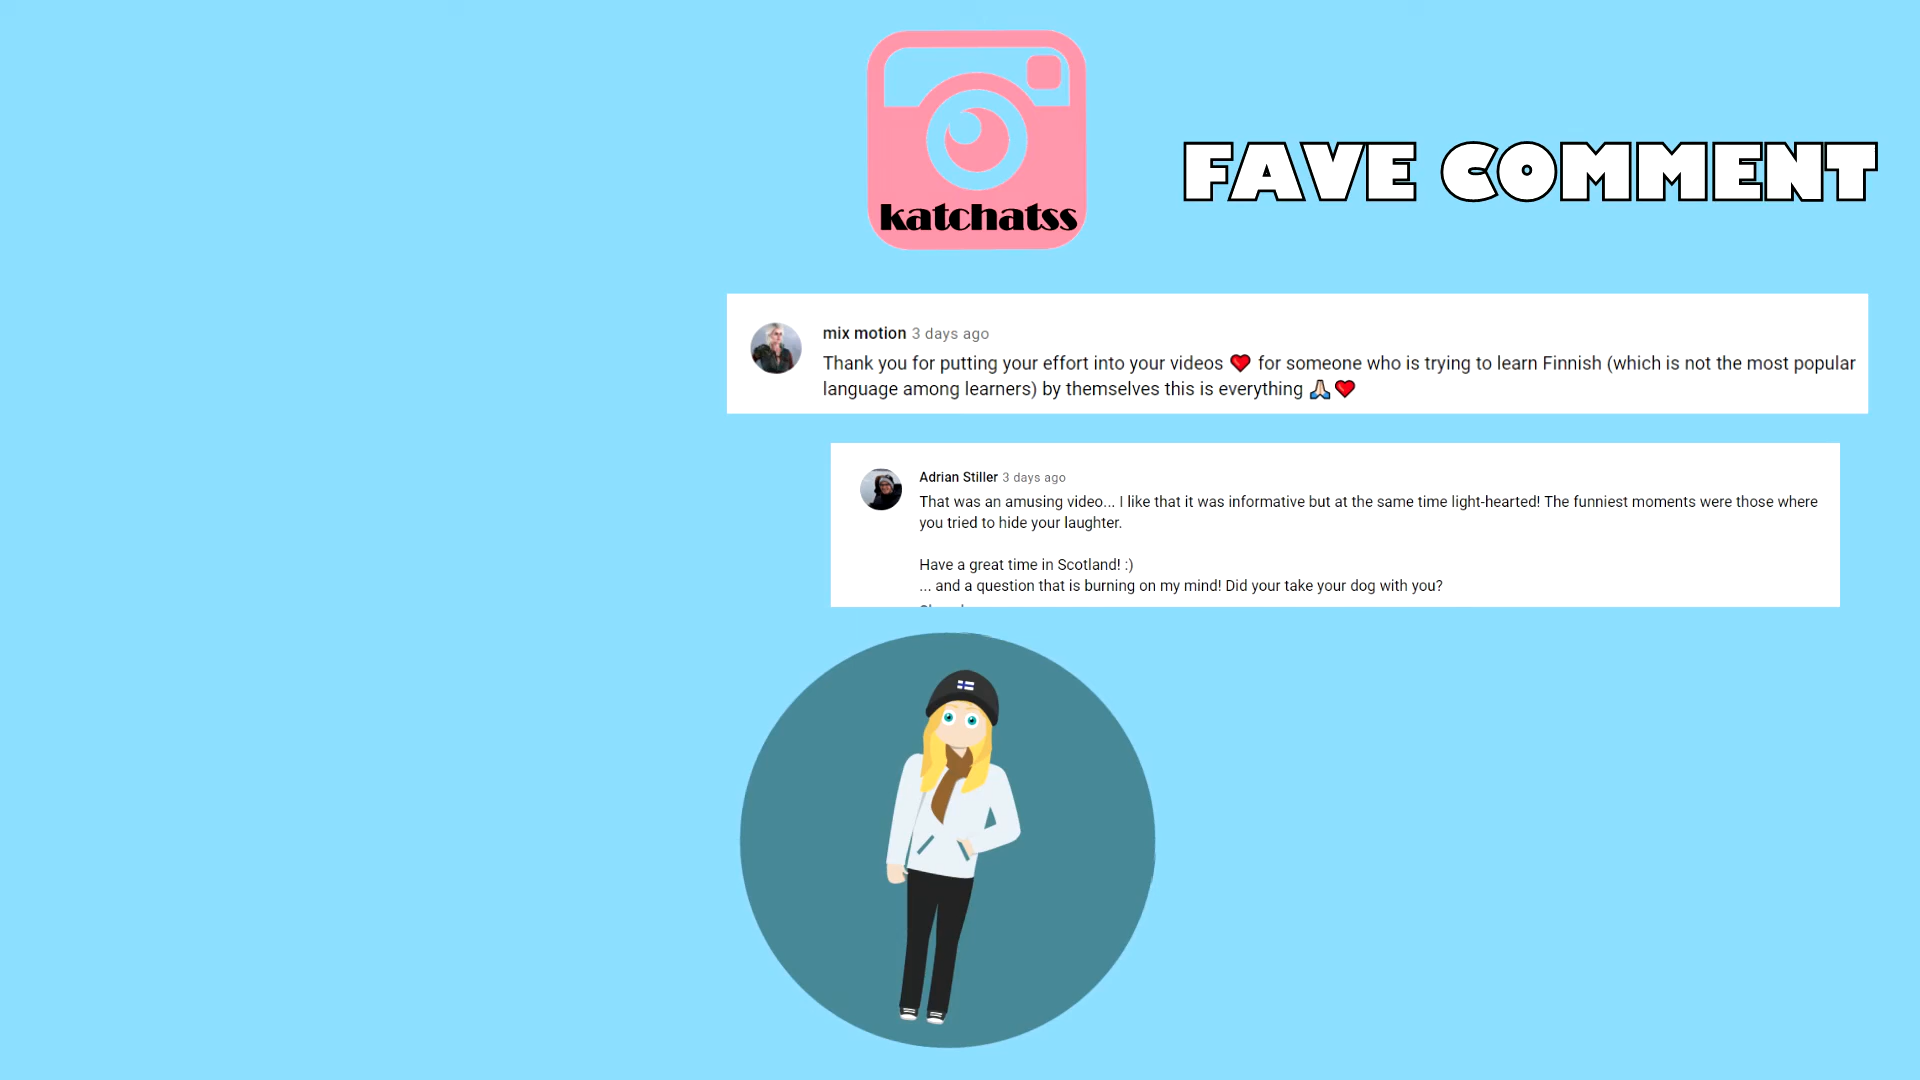 katchatss
FAVE COMMENT
mix motion 3 days ago
Thank you for putting your effort into your videos ❤️ for someone who is trying to learn Finnish (which is not the most popular
language among learners) by themselves this is everything 🙏🏻❤️
Adrian Stiller 3 days ago
That was an amusing video... I like that it was informative but at the same time light-hearted! The funniest moments were those where
you tried to hide your laughter.
Have a great time in Scotland! :)
... and a question that is burning on my mind! Did your take your dog with you?